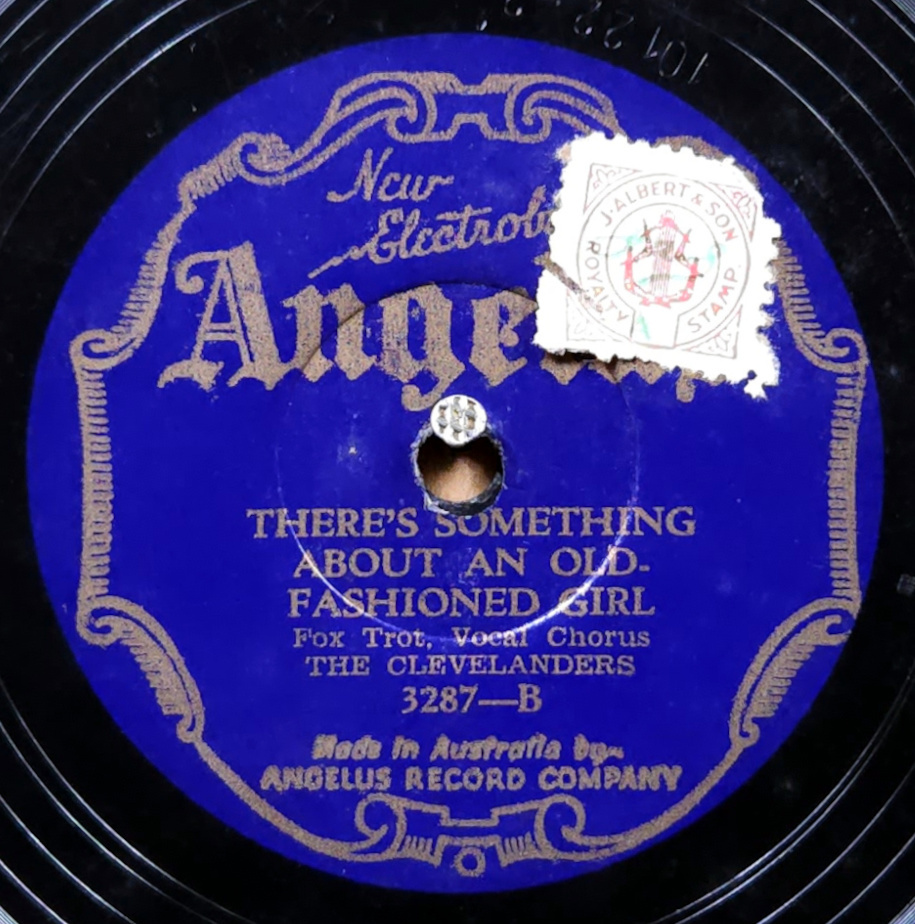 New
Electrob
Ange
J. ALBERT & SON
ROYALTY STAMP
THERE'S SOMETHING
ABOUT AN OLD-
FASHIONED GIRL
Fox Trot, Vocal Chorus
THE CLEVELANDERS
3287—B
Made in Australia by
ANGELUS RECORD COMPANY